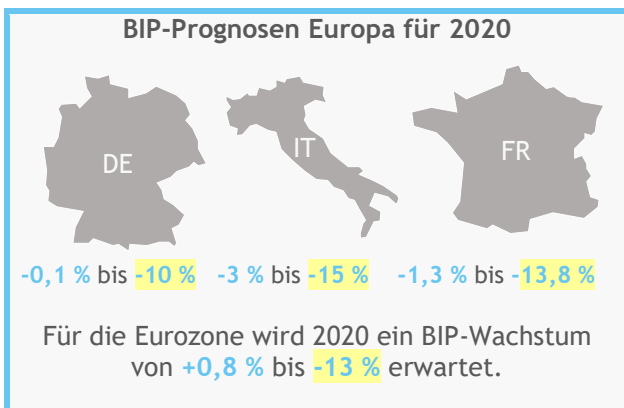 BIP-Prognosen Europa für 2020
DE IT FR
-0,1 % bis -10 % -3 % bis -15 % -1,3 % bis -13,8 %
Für die Eurozone wird 2020 ein BIP-Wachstum
von +0,8 % bis -13 % erwartet.